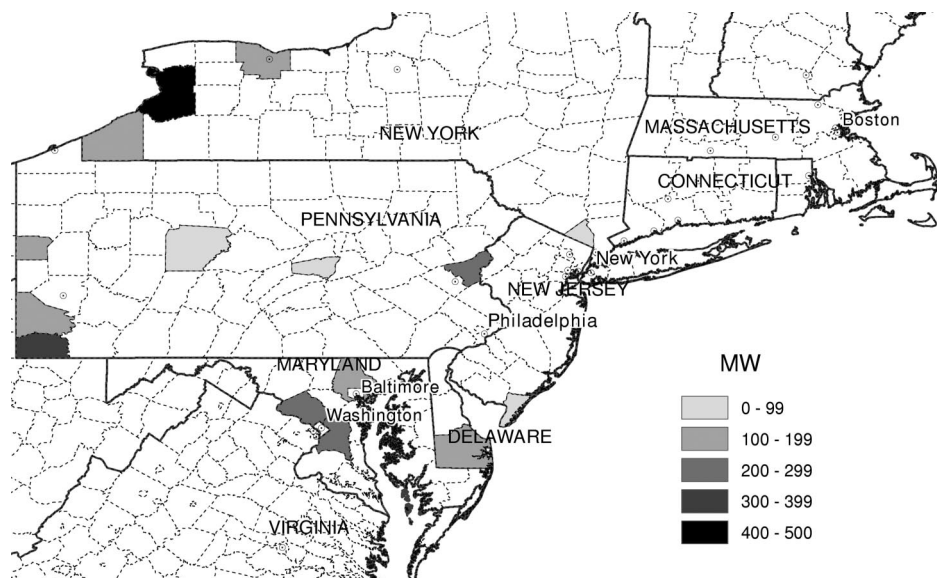 Boston
MASSACHUSETTS
NEW YORK
CONNECTICUT
PENNSYLVANIA
New York
NEW JERSEY
Philadelphia
MARYLAND
Baltimore
Washington
DELAWARE
VIRGINIA
MW
0 - 99
100 - 199
200 - 299
300 - 399
400 - 500